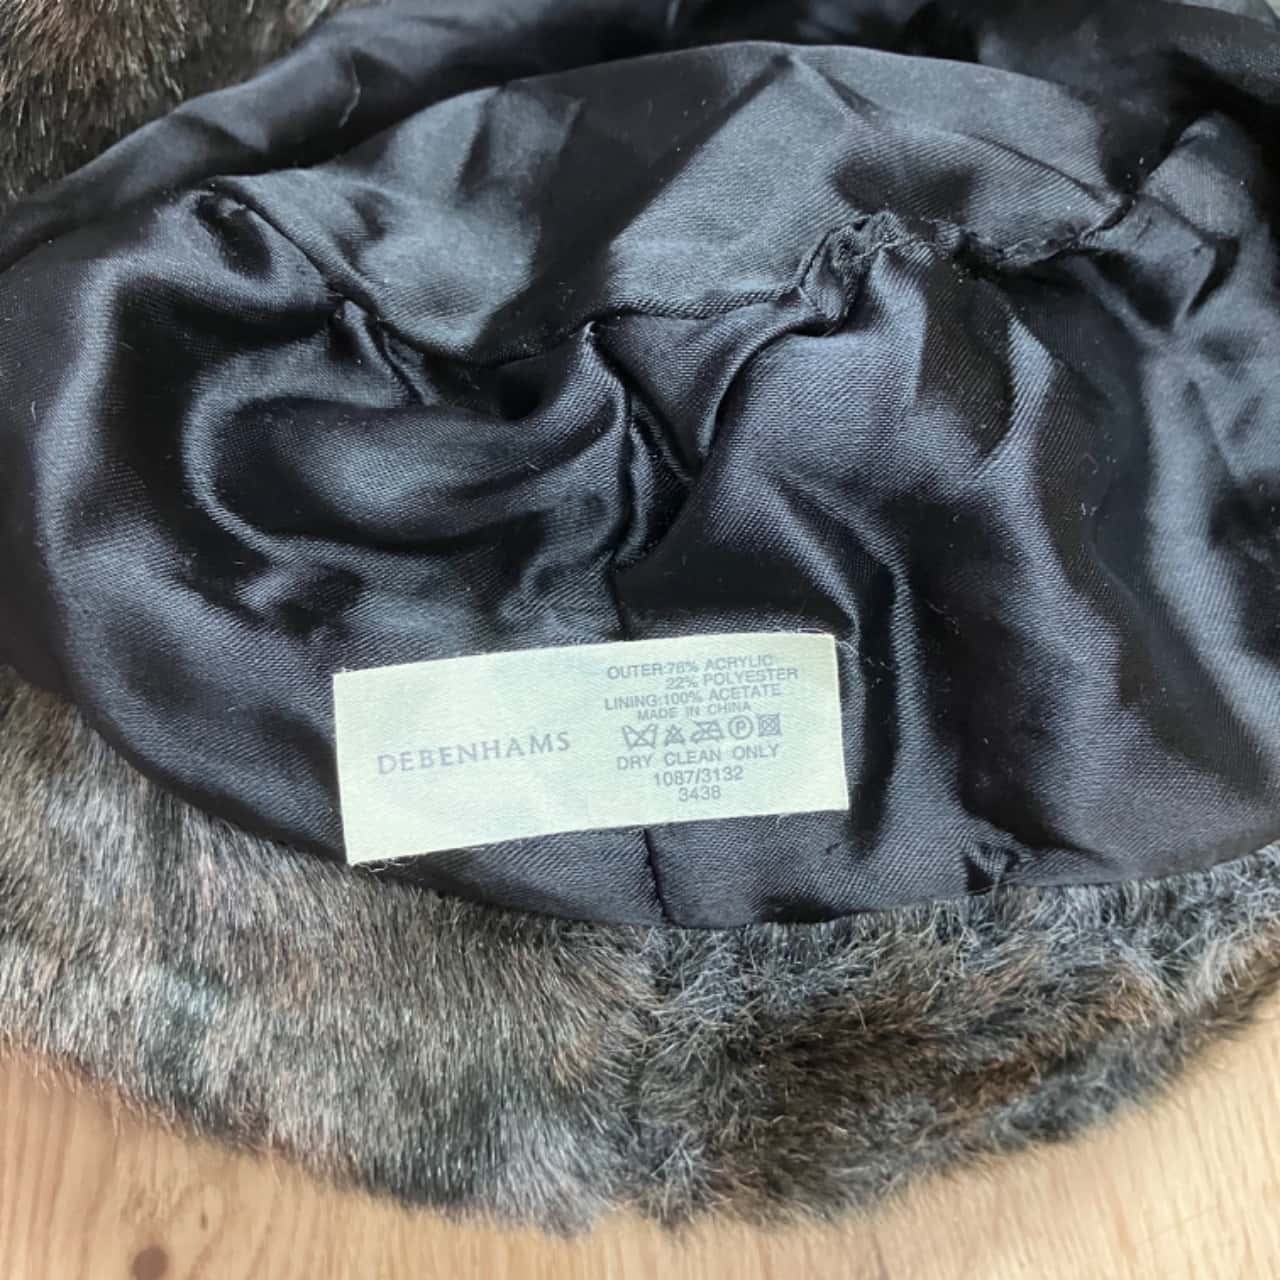 DEBENHAMS
OUTER:78% ACRYLIC
22% POLYESTER
LINING:100% ACETATE
MADE IN CHINA
P
DRY CLEAN ONLY
1087/3132
3438